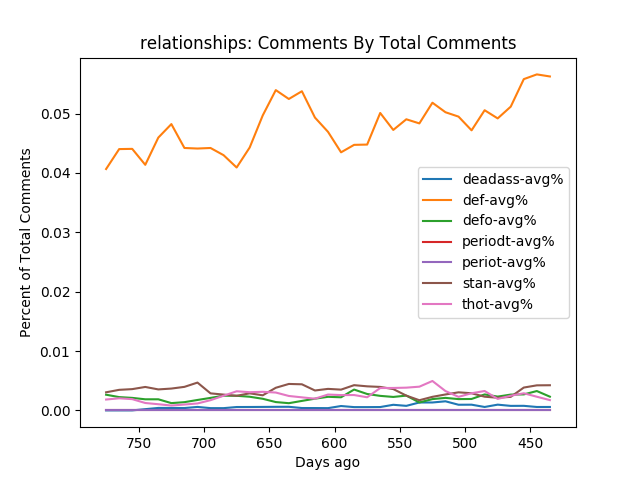 relationships: Comments By Total Comments
Percent of Total Comments
0.05
0.04
0.03
0.02
0.01
0.00
deadass-avg%
def-avg%
defo-avg%
periodt-avg%
periot-avg%
stan-avg%
thot-avg%
750
700
650
600
550
500
450
Days ago